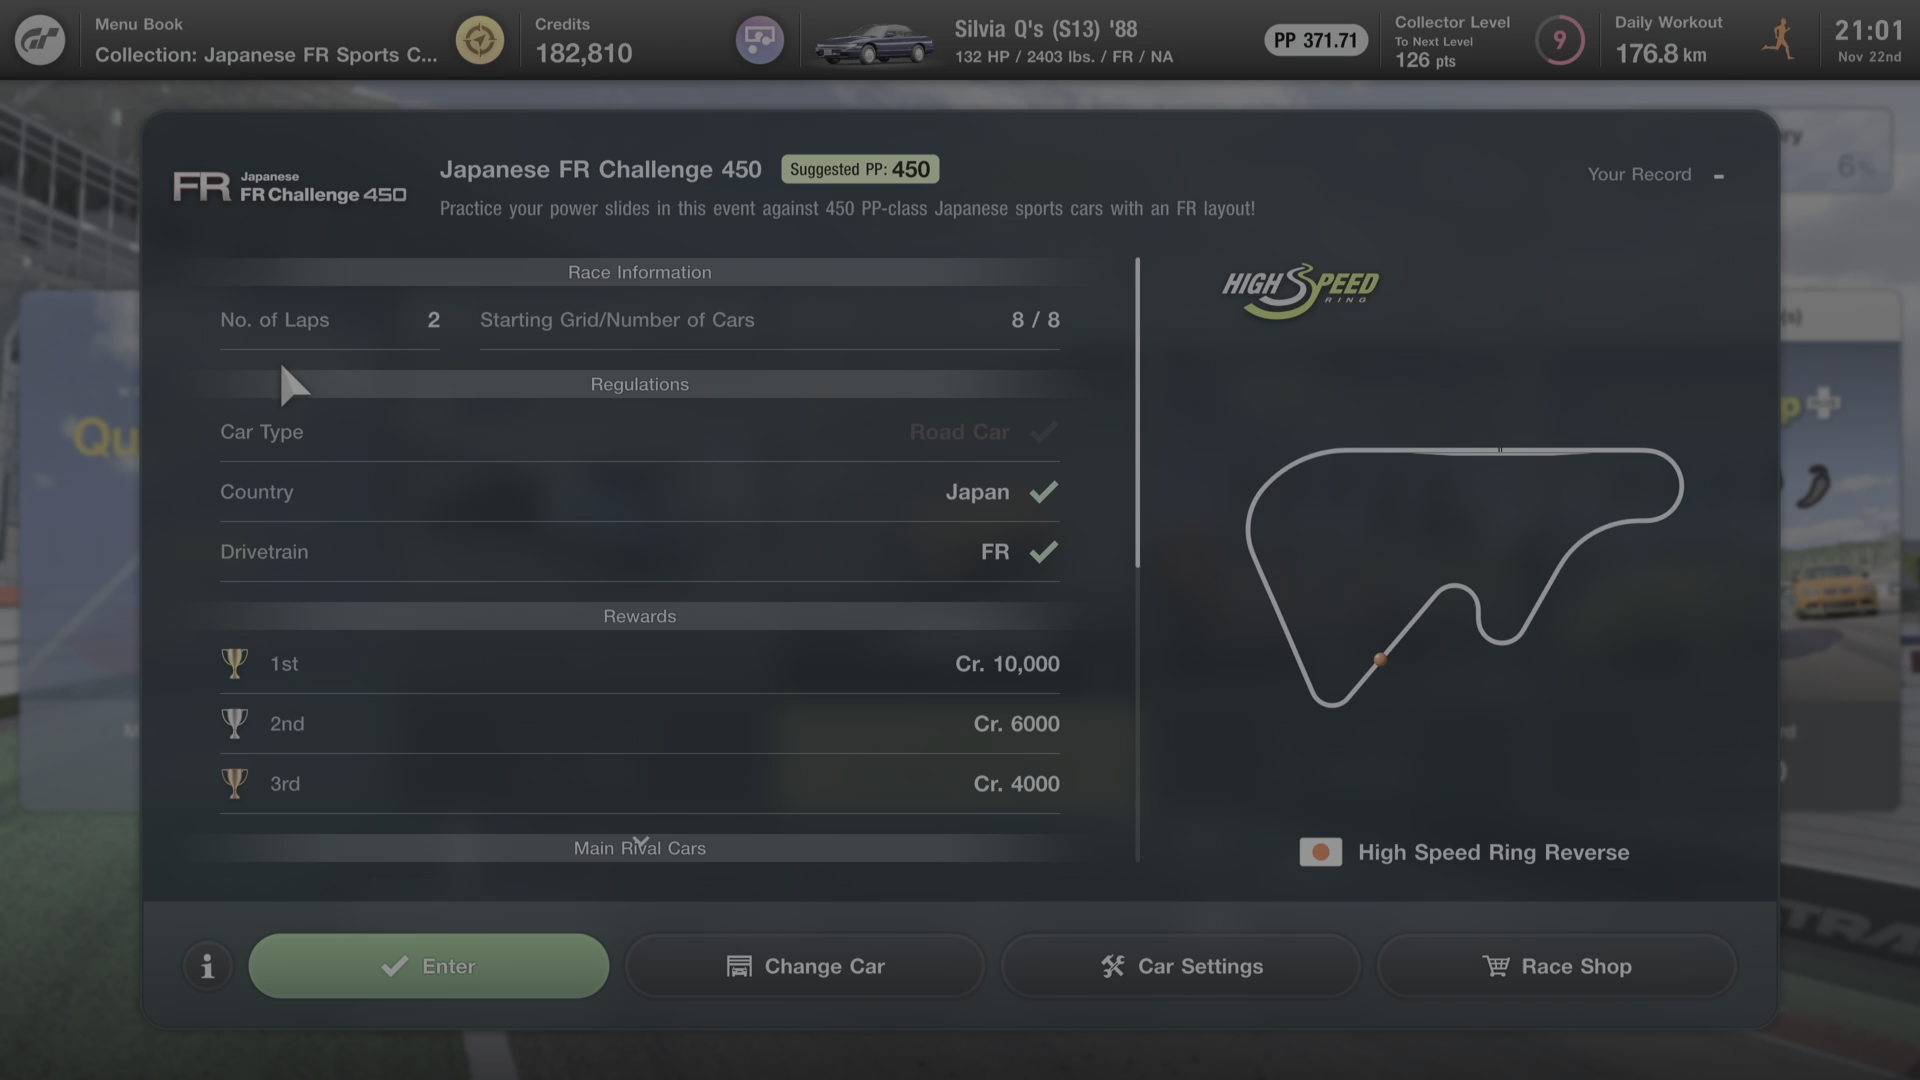 Menu Book
Collection: Japanese FR Sports C...
Credits
182,810
Silvia Q's (S13) '88
132 HP / 2403 lbs. / FR / NA
PP 371.71
Collector Level
To Next Level
126 pts
9
Daily Workout
176.8 km
21:01
Nov 22nd
FR Japanese
FR Challenge 450
Japanese FR Challenge 450
Suggested PP: 450
Practice your power slides in this event against 450 PP-class Japanese sports cars with an FR layout!
Your Record -
Race Information
No. of Laps 2
Starting Grid/Number of Cars 8 / 8
Regulations
Car Type Road Car
Country Japan
Drivetrain FR
Rewards
1st Cr. 10,000
2nd Cr. 6000
3rd Cr. 4000
Main Rival Cars
HIGH SPEED
RING
High Speed Ring Reverse
Enter
Change Car
Car Settings
Race Shop
Qu